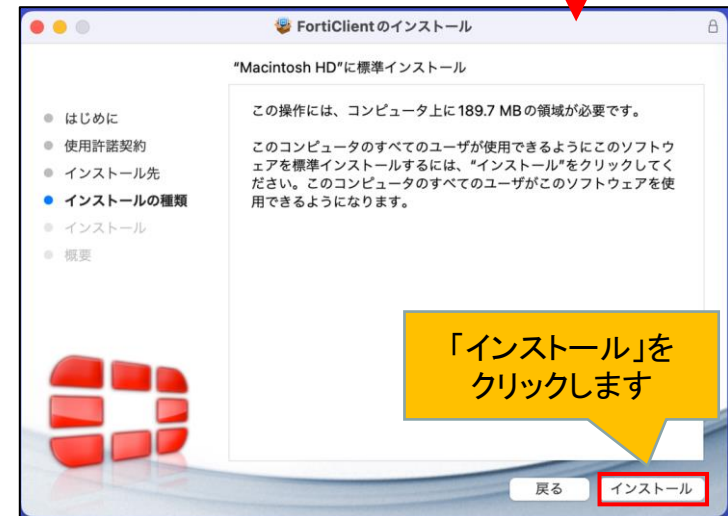 FortiClientのインストール
"Macintosh HD"に標準インストール
はじめに
使用許諾契約
インストール先
インストールの種類
インストール
概要
この操作には、コンピュータ上に189.7 MBの領域が必要です。
このコンピュータのすべてのユーザが使用できるようにこのソフトウ
ェアを標準インストールするには、"インストール"をクリックしてく
ださい。このコンピュータのすべてのユーザがこのソフトウェアを使
用できるようになります。
「インストール」を
クリックします
戻る
インストール